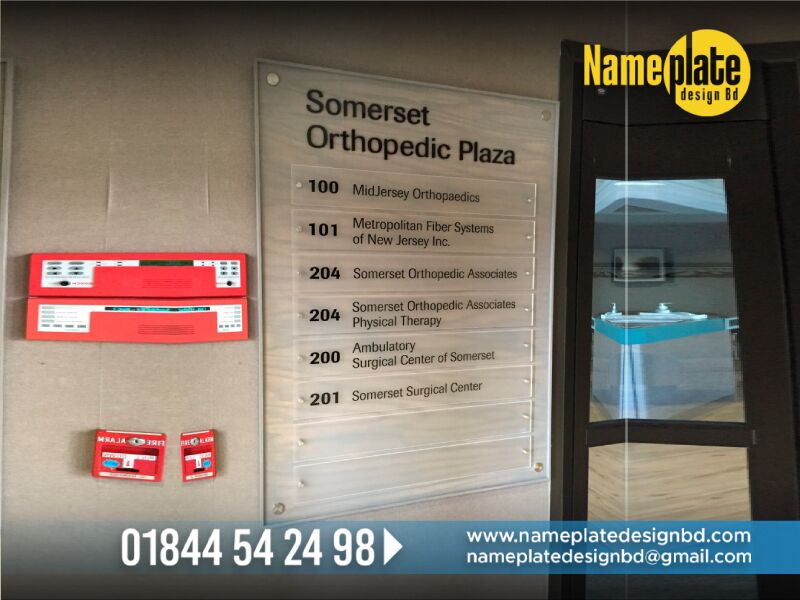 Nameplate
design Bd
Somerset
Orthopedic Plaza
100 MidJersey Orthopaedics
101 Metropolitan Fiber Systems
of New Jersey Inc.
204 Somerset Orthopedic Associates
204 Somerset Orthopedic Associates
Physical Therapy
200 Ambulatory
Surgical Center of Somerset
201 Somerset Surgical Center
FIRE ALARM
01844 54 24 98
www.nameplatedesignbd.com
nameplatedesignbd@gmail.com